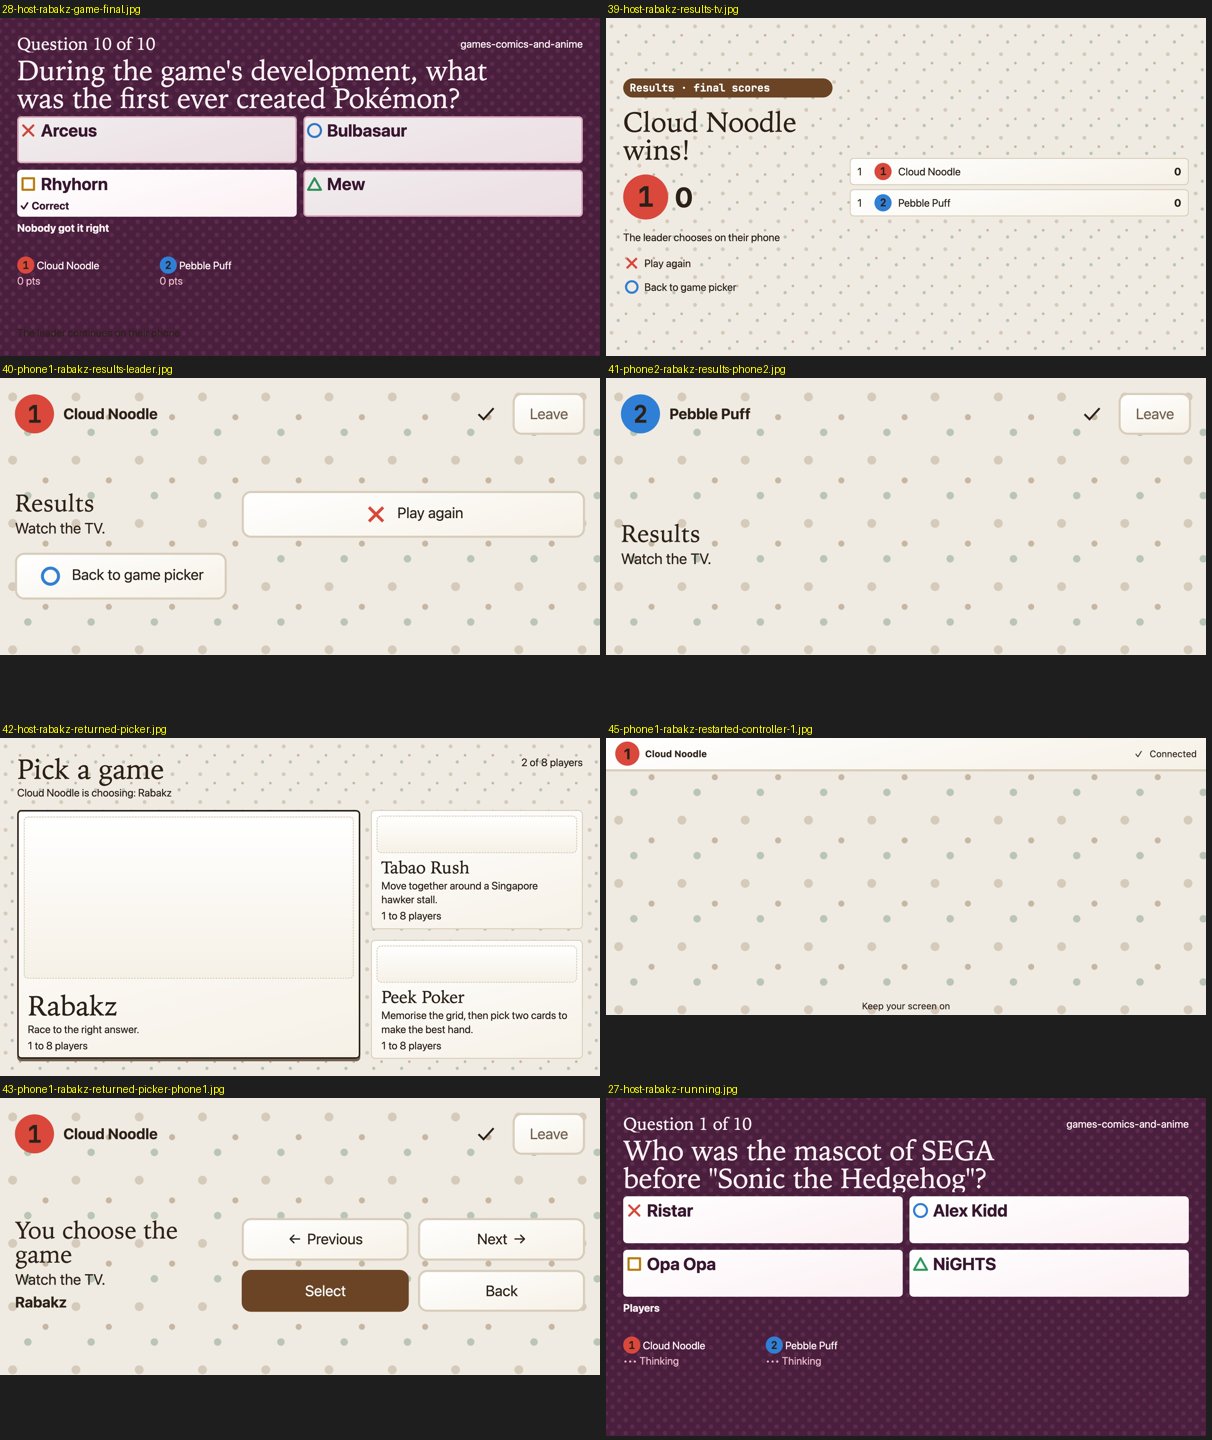 28-host-rabakz-game-final.jpg
Question 10 of 10
games-comics-and-anime
During the game's development, what
was the first ever created Pokémon?
Arceus
Bulbasaur
Rhyhorn
✓ Correct
Mew
Nobody got it right
1 Cloud Noodle
0 pts
2 Pebble Puff
0 pts
The leader continues on their phone
39-host-rabakz-results-tv.jpg
Results · final scores
Cloud Noodle
wins!
1 0
The leader chooses on their phone
Play again
Back to game picker
1 1 Cloud Noodle 0
1 2 Pebble Puff 0
40-phone1-rabakz-results-leader.jpg
1 Cloud Noodle
✓ Leave
Results
Watch the TV.
Play again
Back to game picker
41-phone2-rabakz-results-phone2.jpg
2 Pebble Puff
✓ Leave
Results
Watch the TV.
42-host-rabakz-returned-picker.jpg
Pick a game
2 of 8 players
Cloud Noodle is choosing: Rabakz
Rabakz
Race to the right answer.
1 to 8 players
Tabao Rush
Move together around a Singapore
hawker stall.
1 to 8 players
Peek Poker
Memorise the grid, then pick two cards to
make the best hand.
1 to 8 players
45-phone1-rabakz-restarted-controller-1.jpg
1 Cloud Noodle
✓ Connected
Keep your screen on
43-phone1-rabakz-returned-picker-phone1.jpg
1 Cloud Noodle
✓ Leave
You choose the
game
Watch the TV.
Rabakz
← Previous
Next →
Select
Back
27-host-rabakz-running.jpg
Question 1 of 10
games-comics-and-anime
Who was the mascot of SEGA
before "Sonic the Hedgehog"?
Ristar
Alex Kidd
Opa Opa
NiGHTS
Players
1 Cloud Noodle
··· Thinking
2 Pebble Puff
··· Thinking